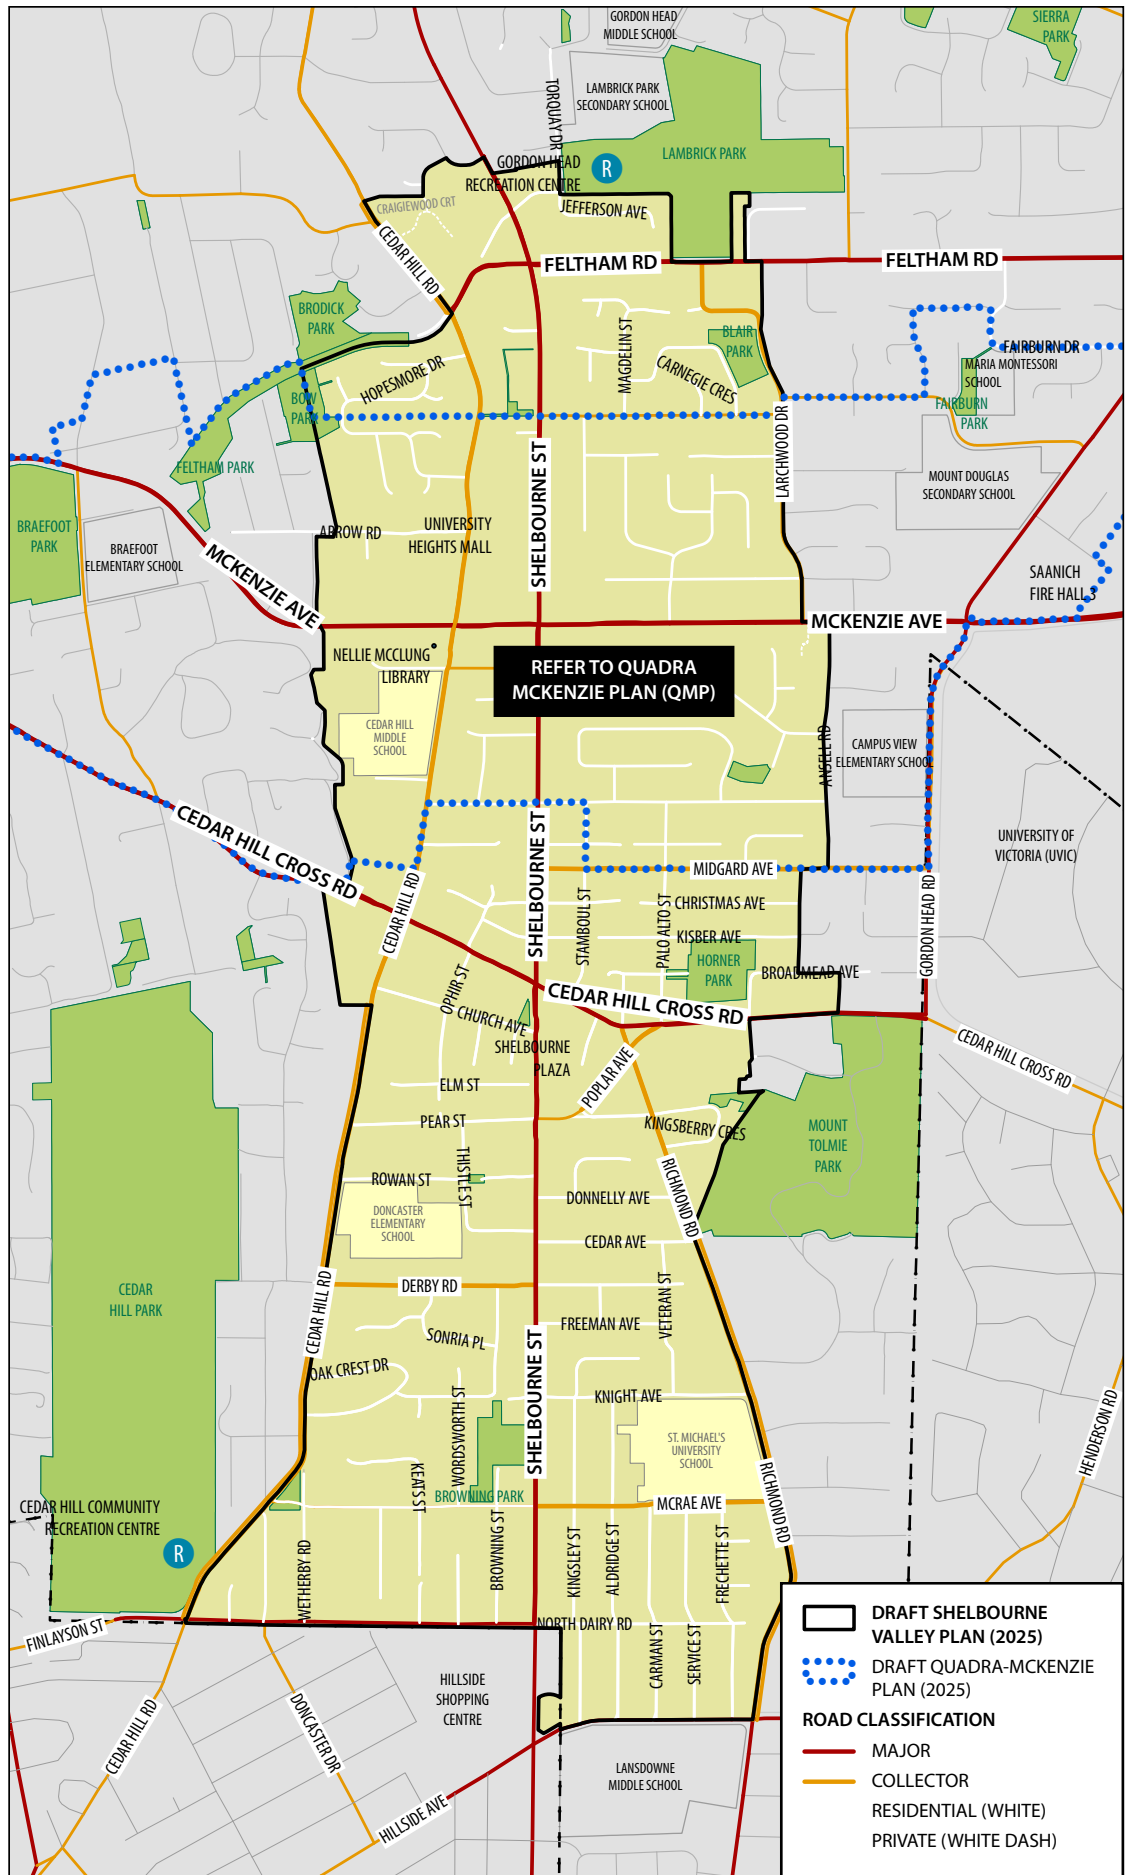 GORDON HEAD
MIDDLE SCHOOL
SIERRA
PARK
TORQUAY DR
LAMBRICK PARK
SECONDARY SCHOOL
LAMBRICK PARK
GORDON HEAD
RECREATION CENTRE
R
CRAIGIEWOOD CRT
JEFFERSON AVE
CEDAR HILL RD
FELTHAM RD
FELTHAM RD
BRODICK
PARK
MAGDELIN ST
BLAIR
PARK
CARNEGIE CRES
FAIRBURN DR
MARIA MONTESSORI
SCHOOL
FAIRBURN
PARK
HOPESMORE DR
BOW
PARK
LARCHWOOD DR
FELTHAM PARK
SHELBOURNE ST
MOUNT DOUGLAS
SECONDARY SCHOOL
BRAEFOOT
PARK
BRAEFOOT
ELEMENTARY SCHOOL
ARROW RD
UNIVERSITY
HEIGHTS MALL
MCKENZIE AVE
SAANICH
FIRE HALL 3
MCKENZIE AVE
NELLIE MCCLUNG
LIBRARY
REFER TO QUADRA
MCKENZIE PLAN (QMP)
CEDAR HILL
MIDDLE
SCHOOL
ANSELL RD
CAMPUS VIEW
ELEMENTARY SCHOOL
CEDAR HILL CROSS RD
SHELBOURNE ST
UNIVERSITY OF
VICTORIA (UVIC)
MIDGARD AVE
CEDAR HILL RD
STAMBOUL ST
PALO ALTO ST
CHRISTMAS AVE
KISBER AVE
GORDON HEAD RD
HORNER
PARK
BROADMEAD AVE
OPHIR ST
CHURCH AVE
CEDAR HILL CROSS RD
SHELBOURNE
PLAZA
POPLAR AVE
CEDAR HILL CROSS RD
ELM ST
PEAR ST
KINGSBERRY CRES
MOUNT
TOLMIE
PARK
THISTLE ST
ROWAN ST
RICHMOND RD
DONNELLY AVE
DONCASTER
ELEMENTARY
SCHOOL
CEDAR AVE
CEDAR
HILL PARK
CEDAR HILL RD
DERBY RD
VETERAN ST
FREEMAN AVE
SONRIA PL
SHELBOURNE ST
OAK CREST DR
WORDSWORTH ST
KNIGHT AVE
HENDERSON RD
ST. MICHAEL'S
UNIVERSITY
SCHOOL
KEATS ST
BROWNING PARK
MCRAE AVE
RICHMOND RD
CEDAR HILL COMMUNITY
RECREATION CENTRE
R
WETHERBY RD
BROWNING ST
KINGSLEY ST
ALDRIDGE ST
FRECHETTE ST
FINLAYSON ST
NORTH DAIRY RD
CARMAN ST
SERVICE ST
HILLSIDE
SHOPPING
CENTRE
CEDAR HILL RD
DONCASTER DR
HILLSIDE AVE
LANSDOWNE
MIDDLE SCHOOL
DRAFT SHELBOURNE
VALLEY PLAN (2025)
DRAFT QUADRA-MCKENZIE
PLAN (2025)
ROAD CLASSIFICATION
MAJOR
COLLECTOR
RESIDENTIAL (WHITE)
PRIVATE (WHITE DASH)